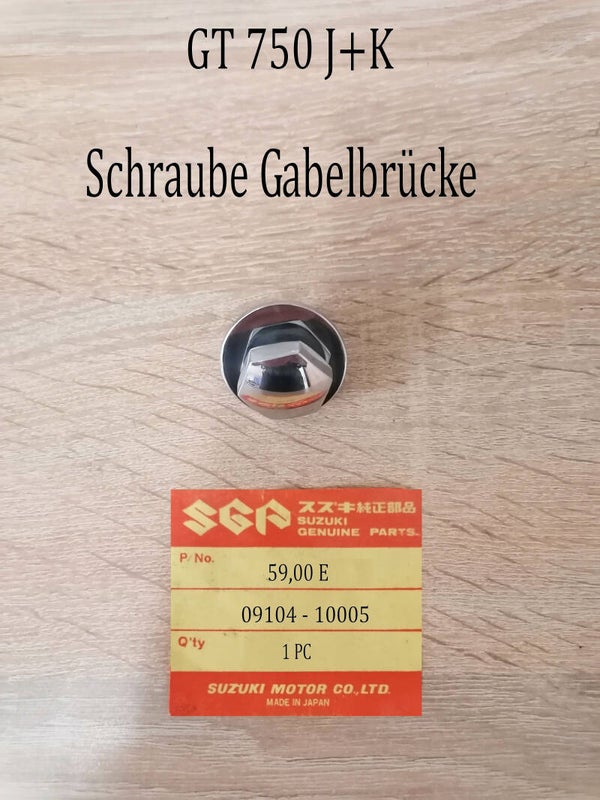 GT 750 J+K
Schraube Gabelbrücke
SGP
スズキ純正部品
SUZUKI
GENUINE PARTS
P/No.
59,00 E
09104 - 10005
Q'ty
1 PC
SUZUKI MOTOR CO.,LTD.
MADE IN JAPAN